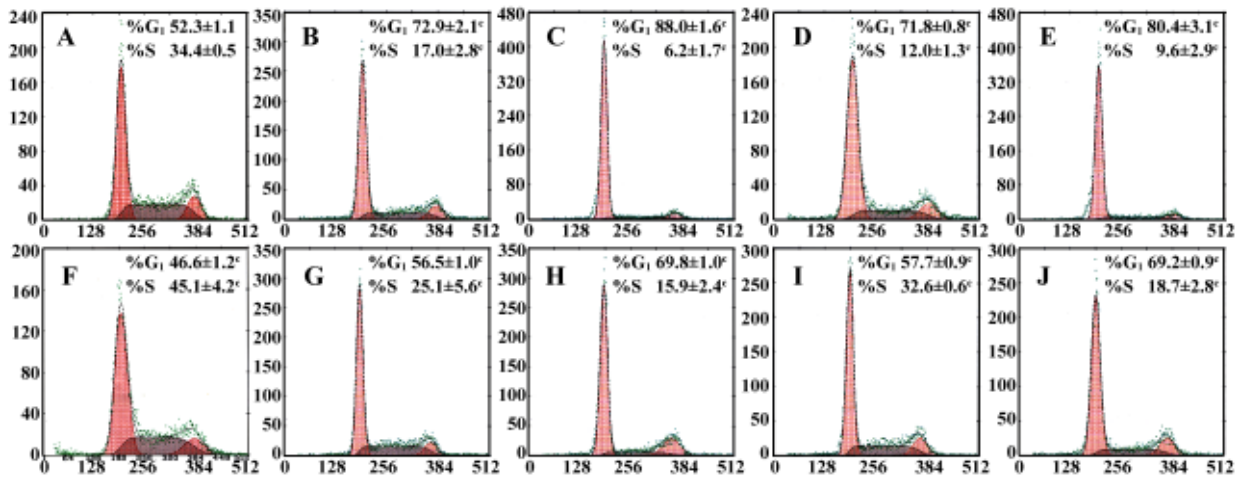 A
%G₁ 52.3±1.1
%S 34.4±0.5
240
200
160
120
80
40
0
0 128 256 384 512
B
%G₁ 72.9±2.1ᶜ
%S 17.0±2.8ᶜ
350
300
250
200
150
100
50
0
0 128 256 384 512
C
%G₁ 88.0±1.6ᶜ
%S 6.2±1.7ᶜ
480
400
320
240
160
80
0
0 128 256 384 512
D
%G₁ 71.8±0.8ᶜ
%S 12.0±1.3ᶜ
240
200
160
120
80
40
0
0 128 256 384 512
E
%G₁ 80.4±3.1ᶜ
%S 9.6±2.9ᶜ
480
400
320
240
160
80
0
0 128 256 384 512
F
%G₁ 46.6±1.2ᶜ
%S 45.1±4.2ᶜ
200
160
120
80
40
0
0 128 256 384 512
G
%G₁ 56.5±1.0ᶜ
%S 25.1±5.6ᶜ
350
300
250
200
150
100
50
0
0 128 256 384 512
H
%G₁ 69.8±1.0ᶜ
%S 15.9±2.4ᶜ
350
300
250
200
150
100
50
0
0 128 256 384 512
I
%G₁ 57.7±0.9ᶜ
%S 32.6±0.6ᶜ
300
250
200
150
100
50
0
0 128 256 384 512
J
%G₁ 69.2±0.9ᶜ
%S 18.7±2.8ᶜ
300
250
200
150
100
50
0
0 128 256 384 512